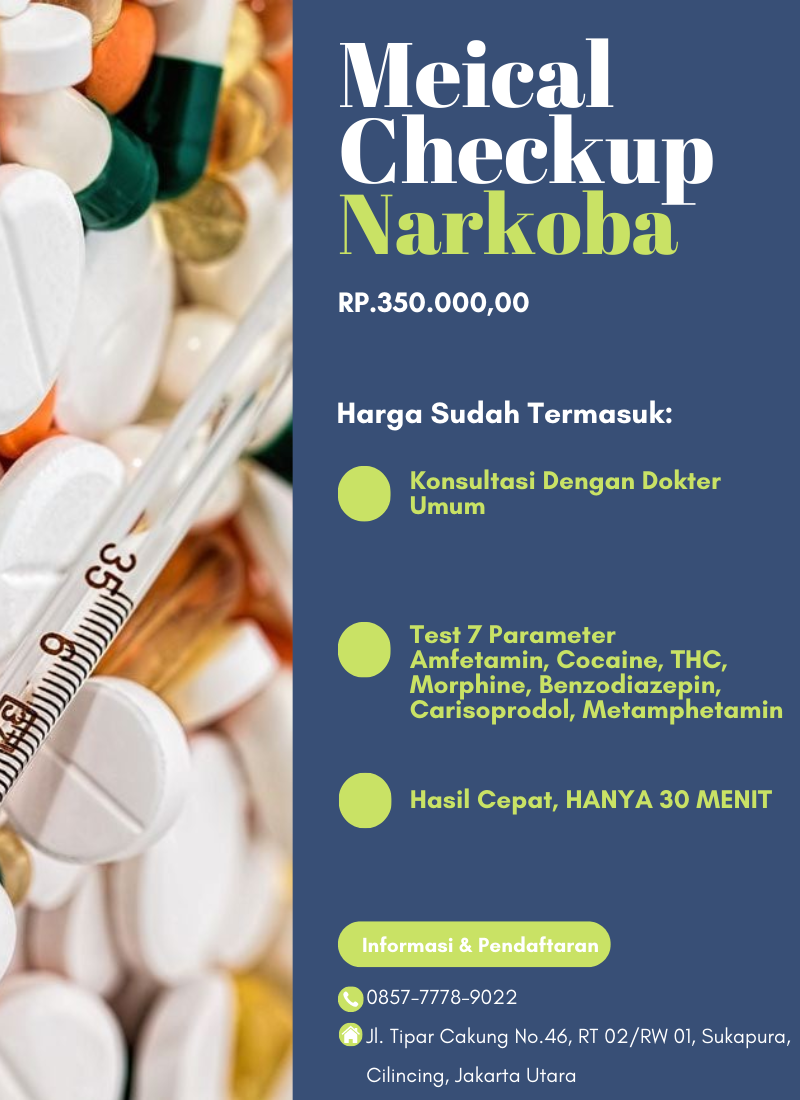 Meical
Checkup
Narkoba
RP.350.000,00
Harga Sudah Termasuk:
Konsultasi Dengan Dokter
Umum
Test 7 Parameter
Amfetamin, Cocaine, THC,
Morphine, Benzodiazepin,
Carisoprodol, Metamphetamin
Hasil Cepat, HANYA 30 MENIT
Informasi & Pendaftaran
0857-7778-9022
Jl. Tipar Cakung No.46, RT 02/RW 01, Sukapura,
Cilincing, Jakarta Utara
35
6